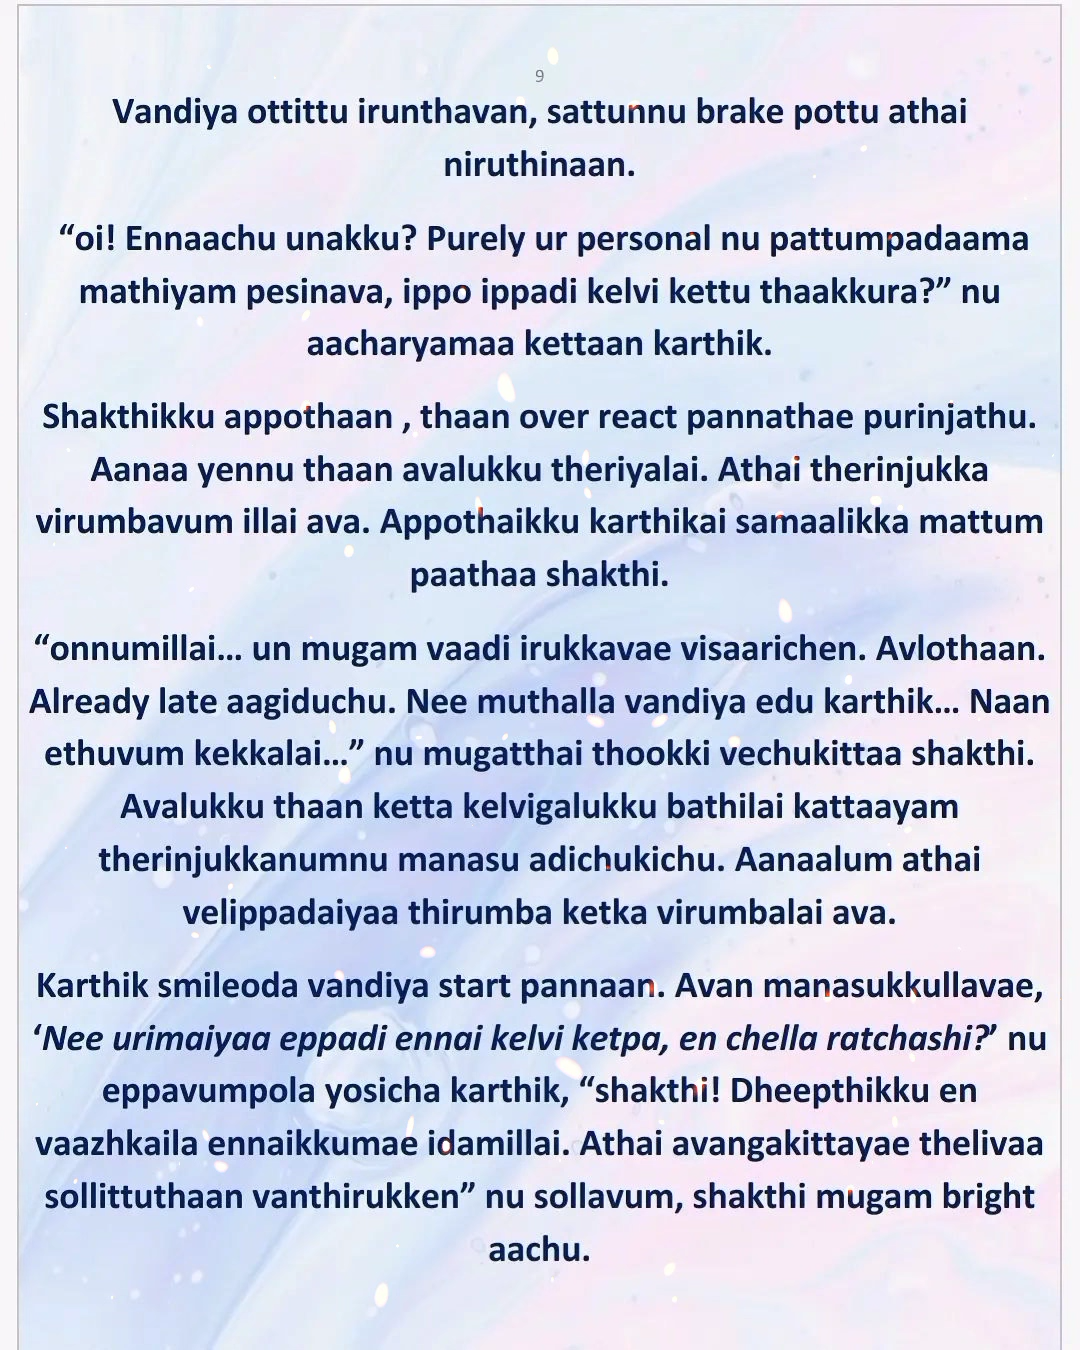 9
Vandiya ottittu irunthavan, sattunnu brake pottu athai
niruthinaan.
“oi! Ennaachu unakku? Purely ur personal nu pattumpadaama
mathiyam pesinava, ippo ippadi kelvi kettu thaakkura?” nu
aacharyamaa kettaan karthik.
Shakthikku appothaan , thaan over react pannathae purinjathu.
Aanaa yennu thaan avalukku theriyalai. Athai therinjukka
virumbavum illai ava. Appothaikku karthikai samaalikka mattum
paathaa shakthi.
“onnumillai... un mugam vaadi irukkavae visaarichen. Avlothaan.
Already late aagiduchu. Nee muthalla vandiya edu karthik... Naan
ethuvum kekkalai...” nu mugatthai thookki vechukittaa shakthi.
Avalukku thaan ketta kelvigalukku bathilai kattaayam
therinjukkanumnu manasu adichukichu. Aanaalum athai
velippadaiyaa thirumba ketka virumbalai ava.
Karthik smileoda vandiya start pannaan. Avan manasukkullavae,
‘Nee urimaiyaa eppadi ennai kelvi ketpa, en chella ratchashi?’ nu
eppavumpola yosicha karthik, “shakthi! Dheepthikku en
vaazhkaila ennaikkumae idamillai. Athai avangakittayae thelivaa
sollittuthaan vanthirukken” nu sollavum, shakthi mugam bright
aachu.